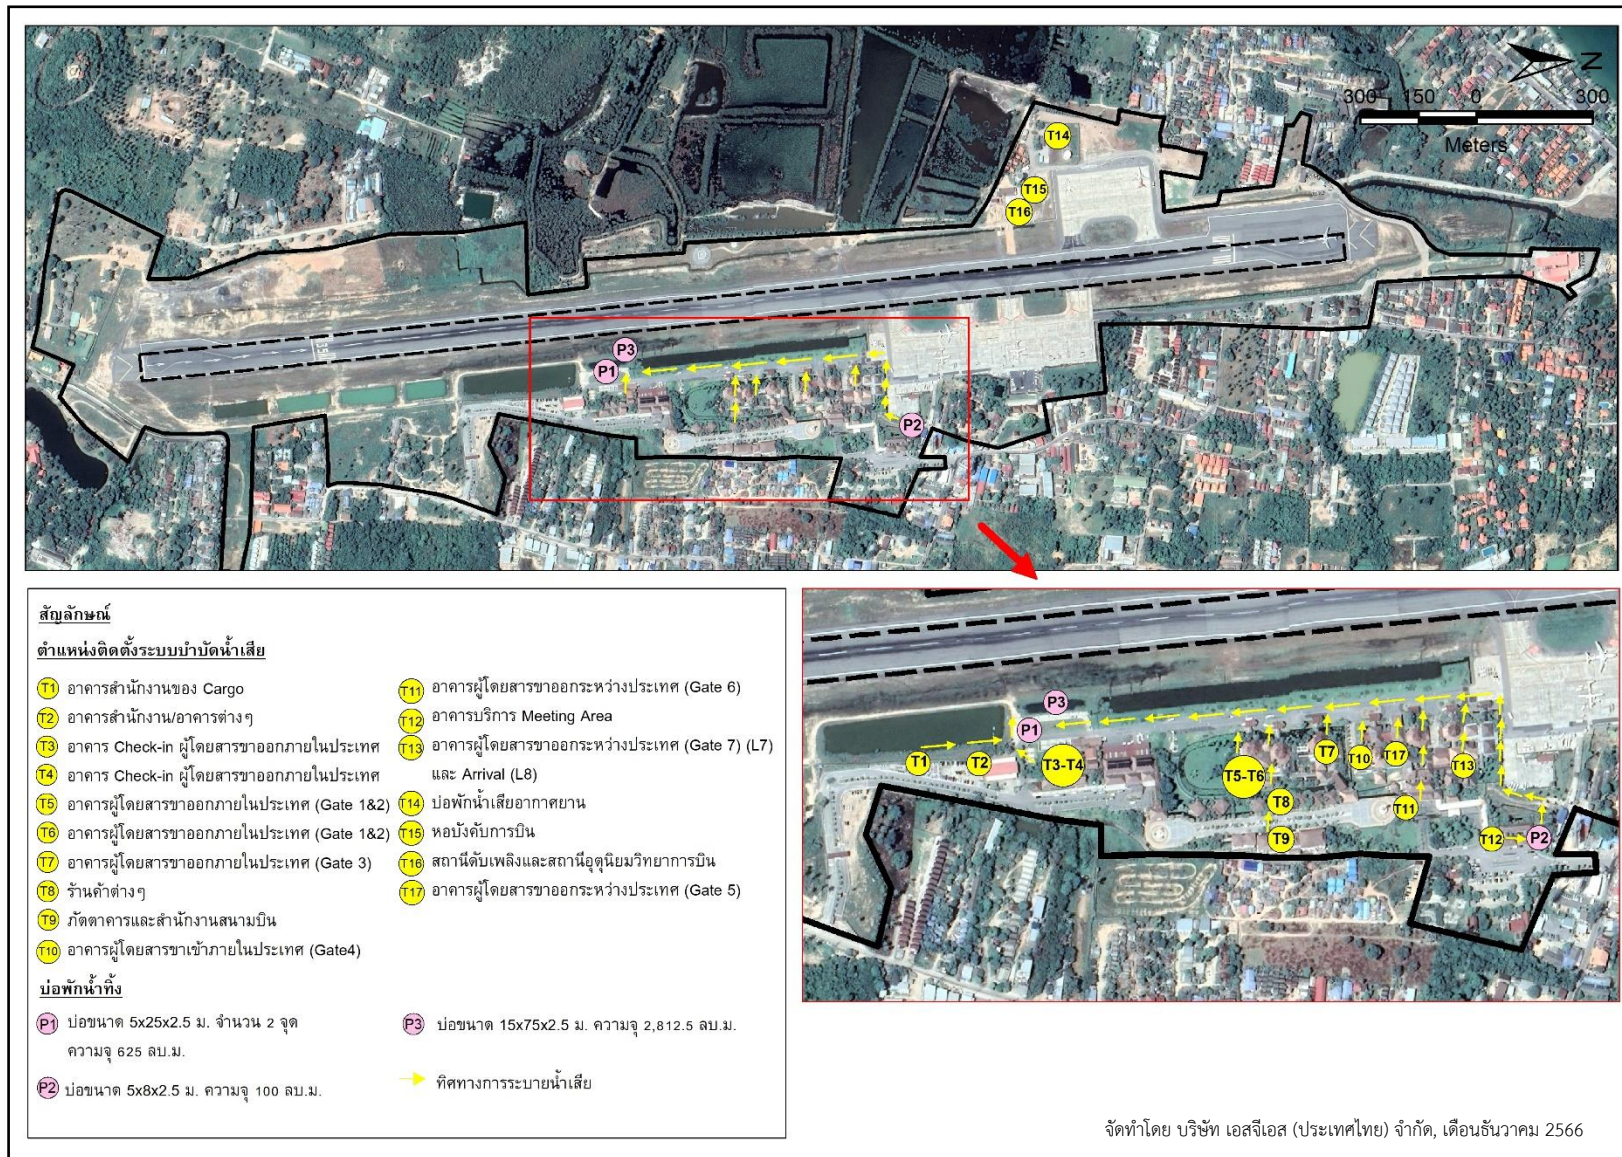 N
300 150 0 300
Meters
T14
T15
T16
P3
P1
P2
สัญลักษณ์
ตำแหน่งติดตั้งระบบบำบัดน้ำเสีย
T1 อาคารสำนักงานของ Cargo
T2 อาคารสำนักงาน/อาคารต่างๆ
T3 อาคาร Check-in ผู้โดยสารขาออกภายในประเทศ
T4 อาคาร Check-in ผู้โดยสารขาออกภายในประเทศ
T5 อาคารผู้โดยสารขาออกภายในประเทศ (Gate 1&2)
T6 อาคารผู้โดยสารขาออกภายในประเทศ (Gate 1&2)
T7 อาคารผู้โดยสารขาออกภายในประเทศ (Gate 3)
T8 ร้านค้าต่างๆ
T9 ภัตตาคารและสำนักงานสนามบิน
T10 อาคารผู้โดยสารขาเข้าภายในประเทศ (Gate4)
T11 อาคารผู้โดยสารขาออกระหว่างประเทศ (Gate 6)
T12 อาคารบริการ Meeting Area
T13 อาคารผู้โดยสารขาออกระหว่างประเทศ (Gate 7) (L7)
และ Arrival (L8)
T14 บ่อพักน้ำเสียอากาศยาน
T15 หอบังคับการบิน
T16 สถานีดับเพลิงและสถานีอุตุนิยมวิทยาการบิน
T17 อาคารผู้โดยสารขาออกระหว่างประเทศ (Gate 5)
บ่อพักน้ำทิ้ง
P1 บ่อขนาด 5x25x2.5 ม. จำนวน 2 จุด
ความจุ 625 ลบ.ม.
P2 บ่อขนาด 5x8x2.5 ม. ความจุ 100 ลบ.ม.
P3 บ่อขนาด 15x75x2.5 ม. ความจุ 2,812.5 ลบ.ม.
ทิศทางการระบายน้ำเสีย
P3
P1
T1
T2
T3-T4
T5-T6
T7
T10
T17
T13
T8
T11
T9
T12
P2
จัดทำโดย บริษัท เอสจีเอส (ประเทศไทย) จำกัด, เดือนธันวาคม 2566